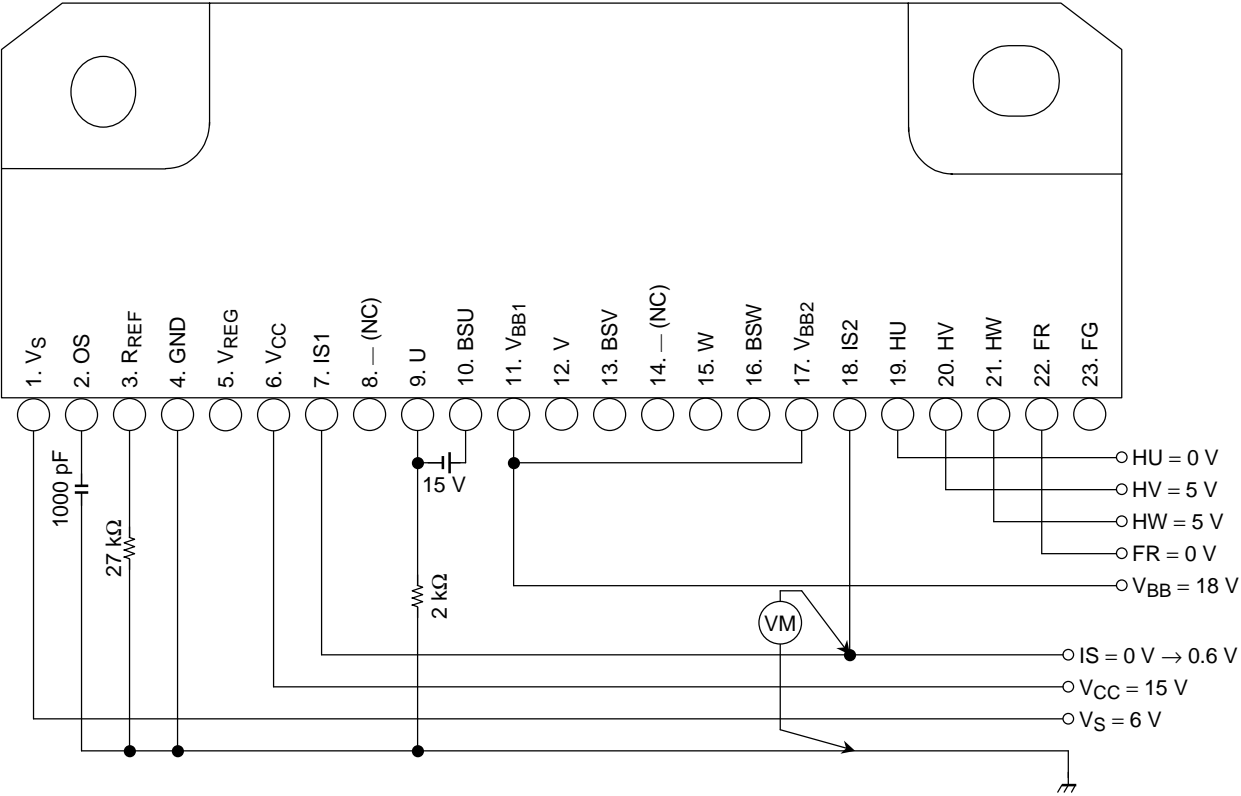 1. VS
2. OS
3. RREF
4. GND
5. VREG
6. VCC
7. IS1
8. — (NC)
9. U
10. BSU
11. VBB1
12. V
13. BSV
14. — (NC)
15. W
16. BSW
17. VBB2
18. IS2
19. HU
20. HV
21. HW
22. FR
23. FG
1000 pF
27 kΩ
15 V
2 kΩ
VM
HU = 0 V
HV = 5 V
HW = 5 V
FR = 0 V
VBB = 18 V
IS = 0 V → 0.6 V
VCC = 15 V
VS = 6 V